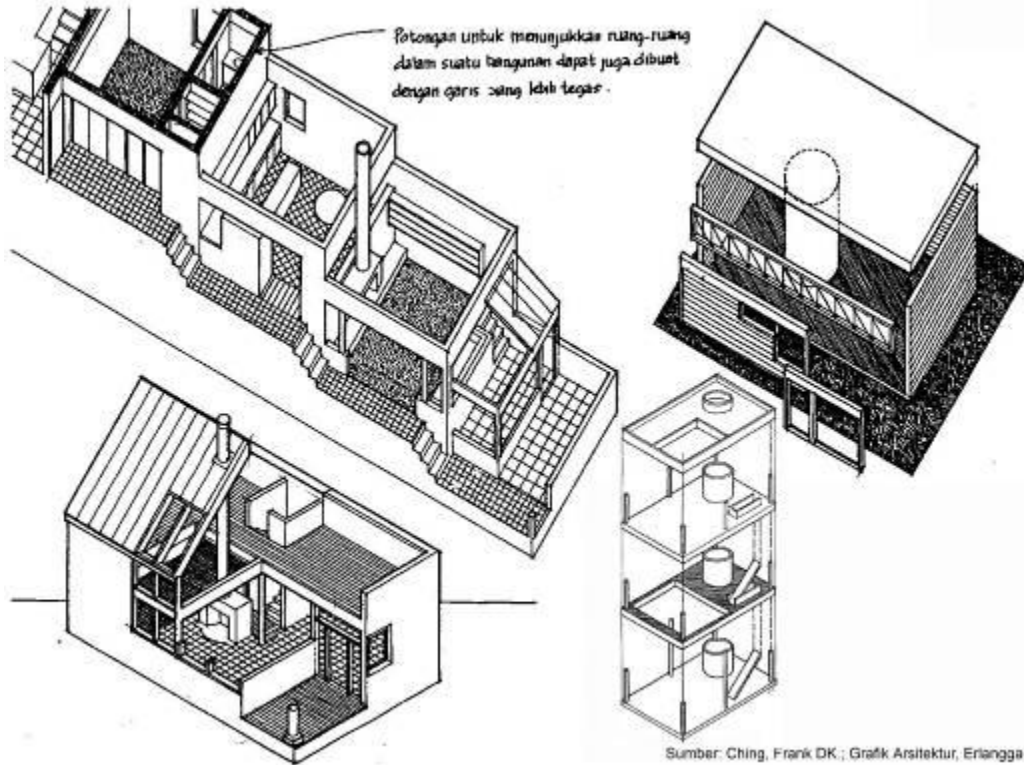 Potongan untuk menunjukkan ruang-ruang
dalam suatu bangunan dapat juga dibuat
dengan garis yang lebih tegas.
Sumber: Ching, Frank DK.; Grafik Arsitektur, Erlangga